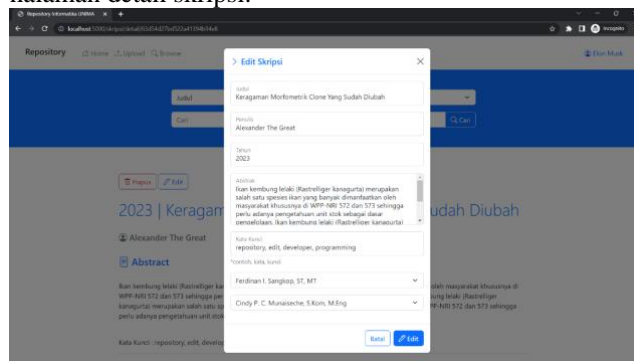 halaman detail skripsi.
Repository Informatika UNIMA
localhost:5000/skripsi/detail/
Incognito
Repository
Home
Upload
Browse
Elon Musk
Judul
Cari
Cari
Hapus
Edit
2023 | Keragam
udah Diubah
Alexander The Great
Abstract
Kata Kunci : repository, edit, develop
Edit Skripsi
Judul
Keragaman Morfometrik Clone Yang Sudah Diubah
Penulis
Alexander The Great
Tahun
2023
Abstrak
Ikan kembung lelaki (Rastrelliger kanagurta) merupakan
salah satu spesies ikan yang banyak dimanfaatkan oleh
masyarakat khususnya di WPP-NRI 572 dan 573 sehingga
perlu adanya pengetahuan unit stok sebagai dasar
pengelolaan. Ikan kembung lelaki (Rastrelliger kanagurta)
Kata Kunci
repository, edit, developer, programming
*contoh: kata, kunci
Ferdinan I. Sangkop, ST, MT
Cindy P. C. Munaiseche, S.Kom, M.Eng
Batal
Edit